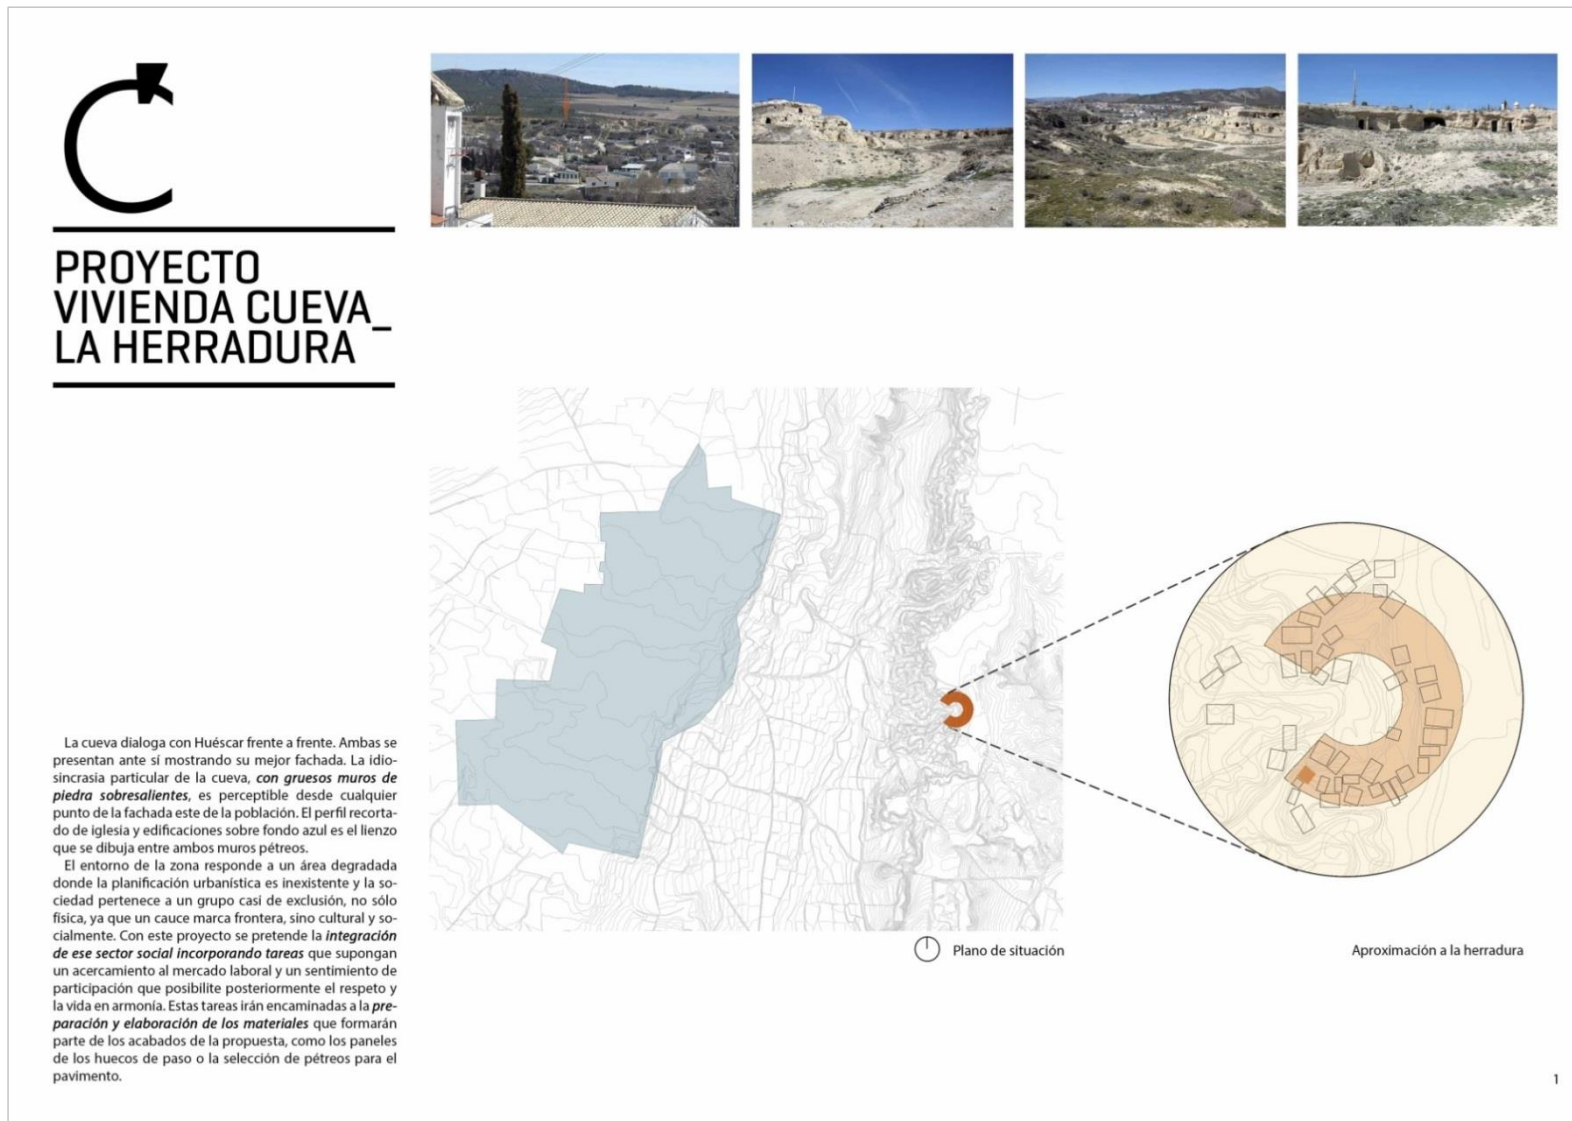 PROYECTO
VIVIENDA CUEVA_
LA HERRADURA
La cueva dialoga con Huéscar frente a frente. Ambas se
presentan ante sí mostrando su mejor fachada. La idio-
sincrasia particular de la cueva, con gruesos muros de
piedra sobresalientes, es perceptible desde cualquier
punto de la fachada este de la población. El perfil recorta-
do de iglesia y edificaciones sobre fondo azul es el lienzo
que se dibuja entre ambos muros pétreos.
El entorno de la zona responde a un área degradada
donde la planificación urbanística es inexistente y la so-
ciedad pertenece a un grupo casi de exclusión, no sólo
física, ya que un cauce marca frontera, sino cultural y so-
cialmente. Con este proyecto se pretende la integración
de ese sector social incorporando tareas que supongan
un acercamiento al mercado laboral y un sentimiento de
participación que posibilite posteriormente el respeto y
la vida en armonía. Estas tareas irán encaminadas a la pre-
paración y elaboración de los materiales que formarán
parte de los acabados de la propuesta, como los paneles
de los huecos de paso o la selección de pétreos para el
pavimento.
Plano de situación
Aproximación a la herradura
1